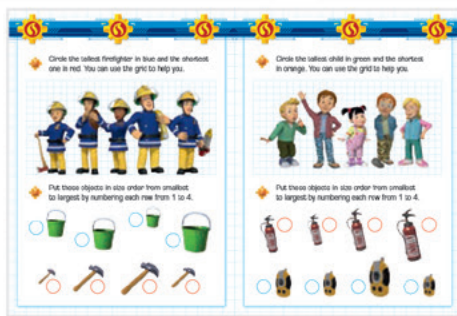 Circle the tallest firefighter in blue and the shortest
one in red. You can use the grid to help you.
Put these objects in size order from smallest
to largest by numbering each row from 1 to 4.
Circle the tallest child in green and the shortest
in orange. You can use the grid to help you.
Put these objects in size order from smallest
to largest by numbering each row from 1 to 4.